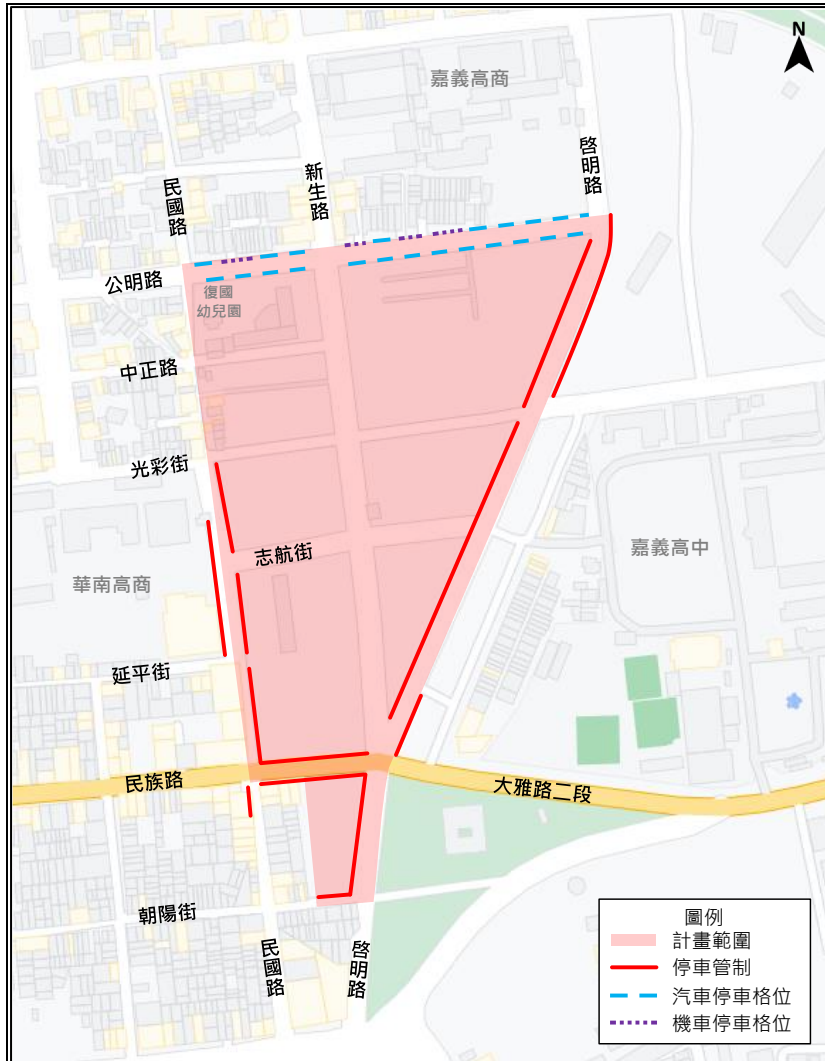 N
嘉義高商
啓明路
新生路
民國路
公明路
復國
幼兒園
中正路
光彩街
志航街
嘉義高中
華南高商
延平街
民族路
大雅路二段
朝陽街
民國路
啓明路
圖例
計畫範圍
停車管制
汽車停車格位
機車停車格位